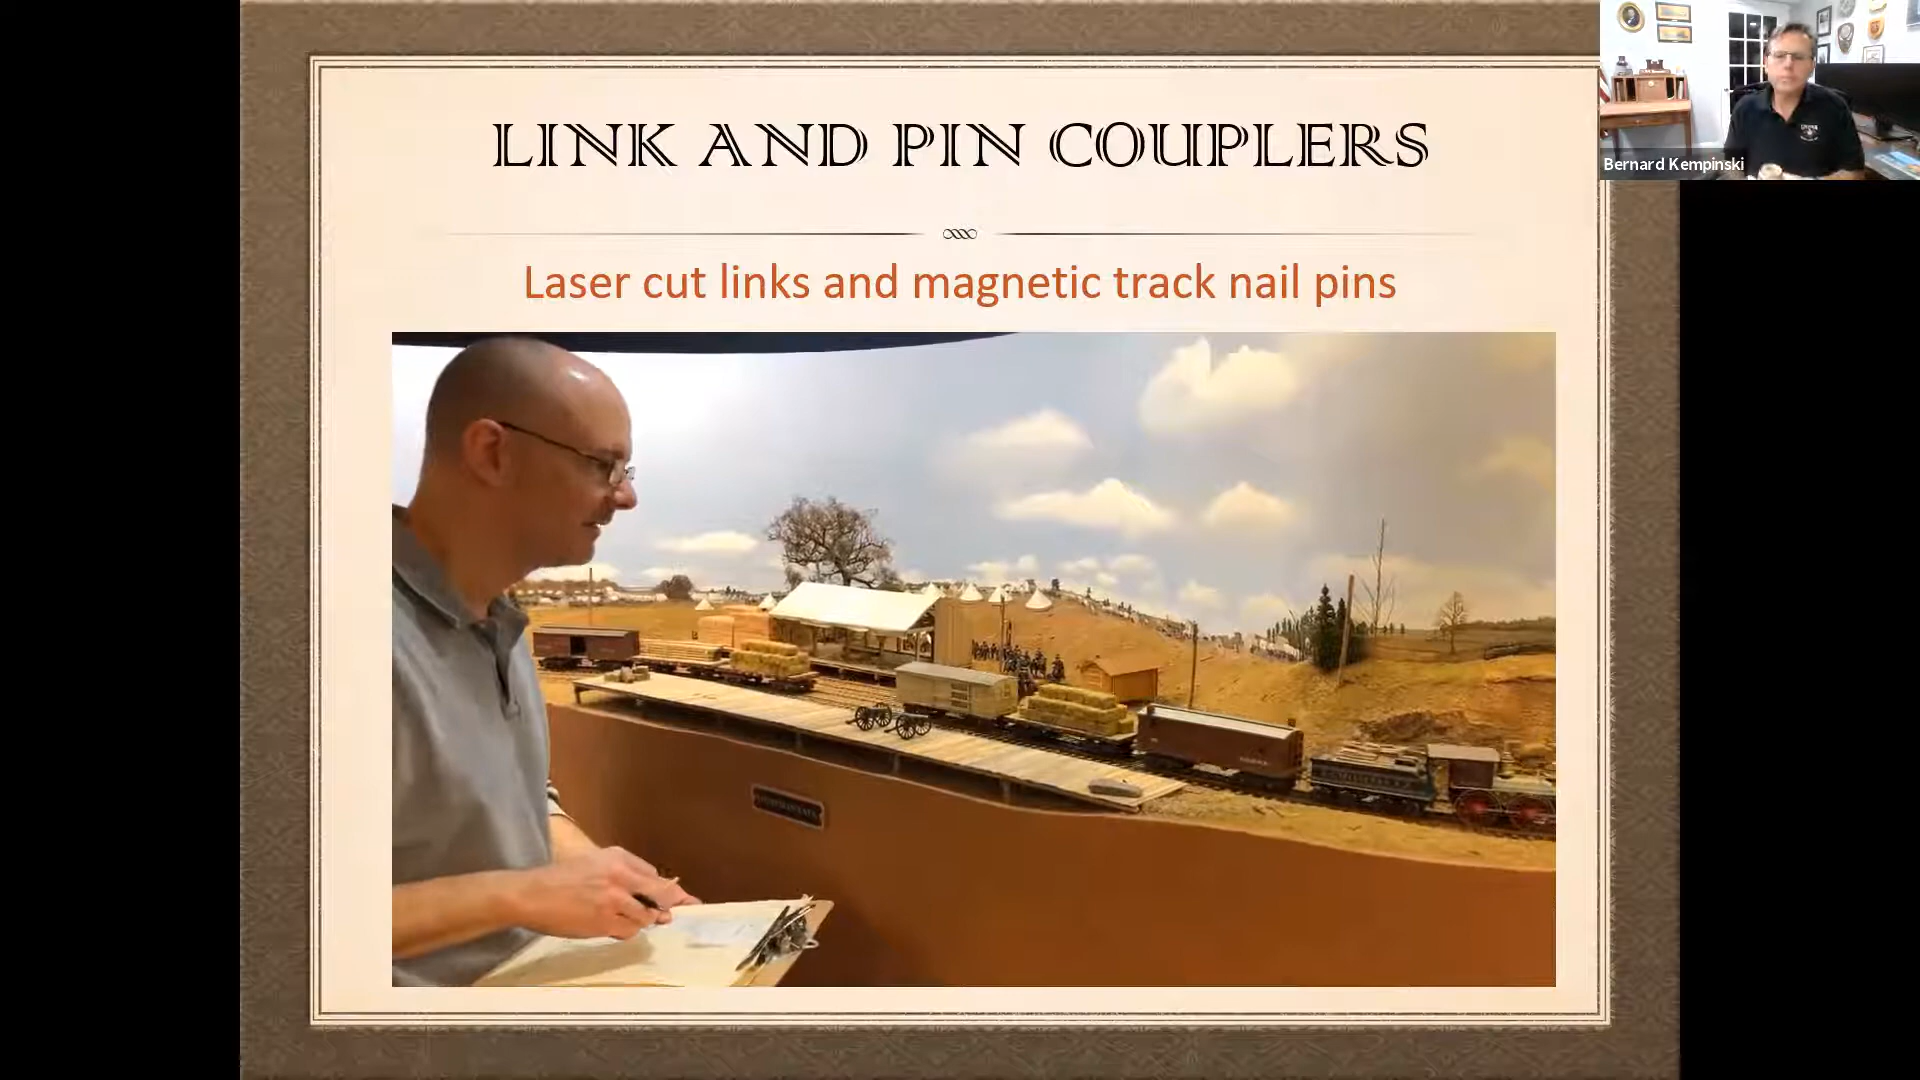 LINK AND PIN COUPLERS
Laser cut links and magnetic track nail pins
Bernard Kempinski